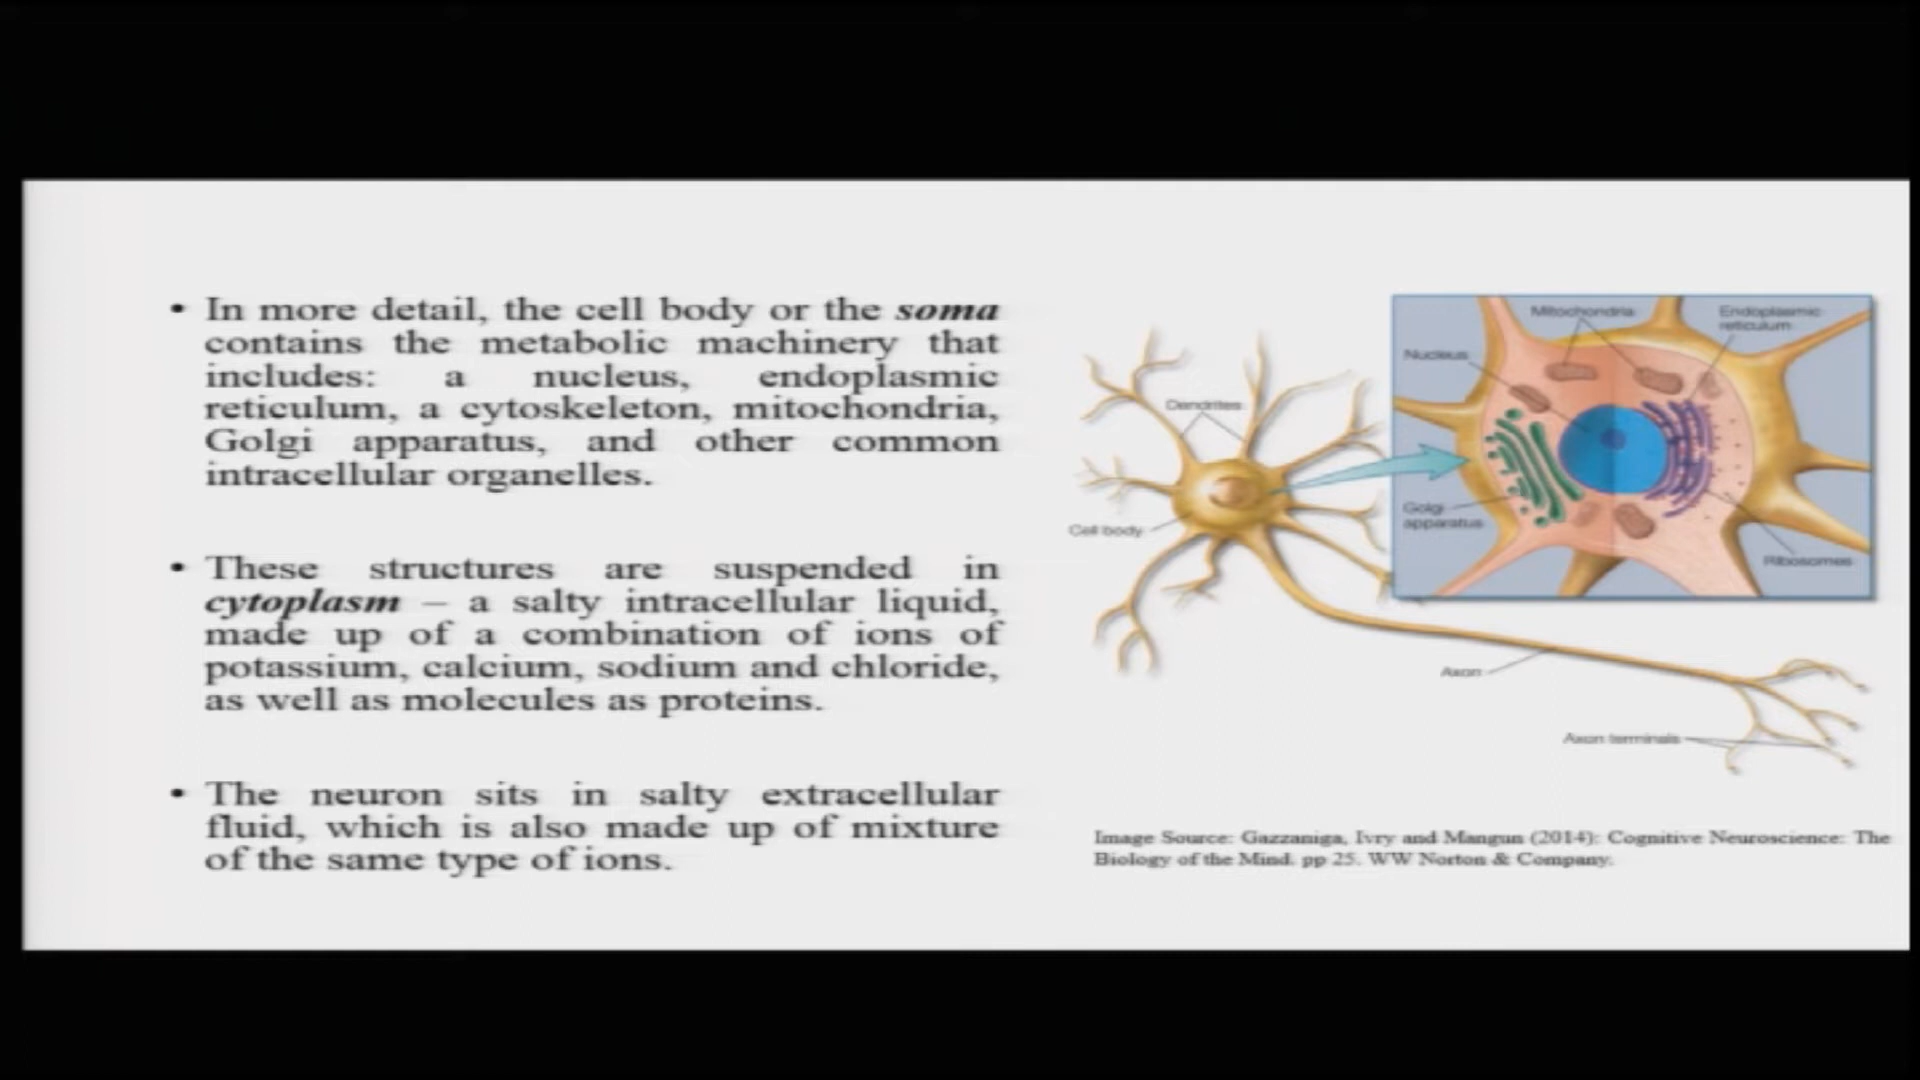 • In more detail, the cell body or the soma
contains the metabolic machinery that
includes: a nucleus, endoplasmic
reticulum, a cytoskeleton, mitochondria,
Golgi apparatus, and other common
intracellular organelles.
• These structures are suspended in
cytoplasm – a salty intracellular liquid,
made up of a combination of ions of
potassium, calcium, sodium and chloride,
as well as molecules as proteins.
• The neuron sits in salty extracellular
fluid, which is also made up of mixture
of the same type of ions.
Mitochondria
Endoplasmic
reticulum
Nucleus
Dendrites
Golgi
apparatus
Cell body
Ribosomes
Axon
Axon terminals
Image Source: Gazzaniga, Ivry and Mangun (2014): Cognitive Neuroscience: The
Biology of the Mind. pp 25. WW Norton & Company.